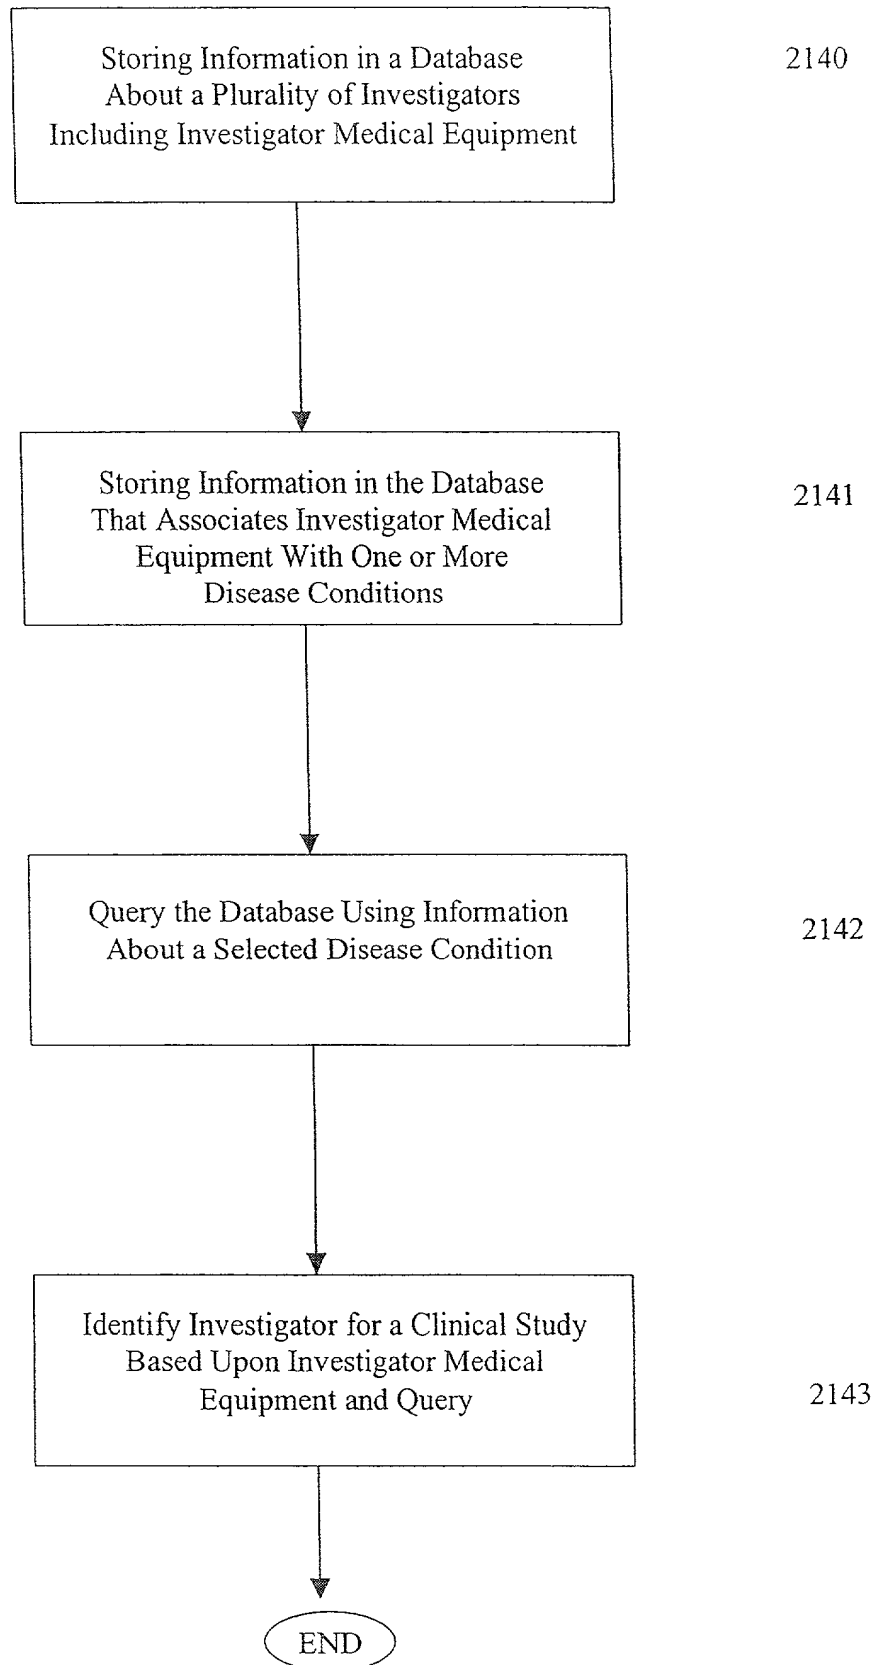 Storing Information in a Database
About a Plurality of Investigators
Including Investigator Medical Equipment
2140
Storing Information in the Database
That Associates Investigator Medical
Equipment With One or More
Disease Conditions
2141
Query the Database Using Information
About a Selected Disease Condition
2142
Identify Investigator for a Clinical Study
Based Upon Investigator Medical
Equipment and Query
2143
END